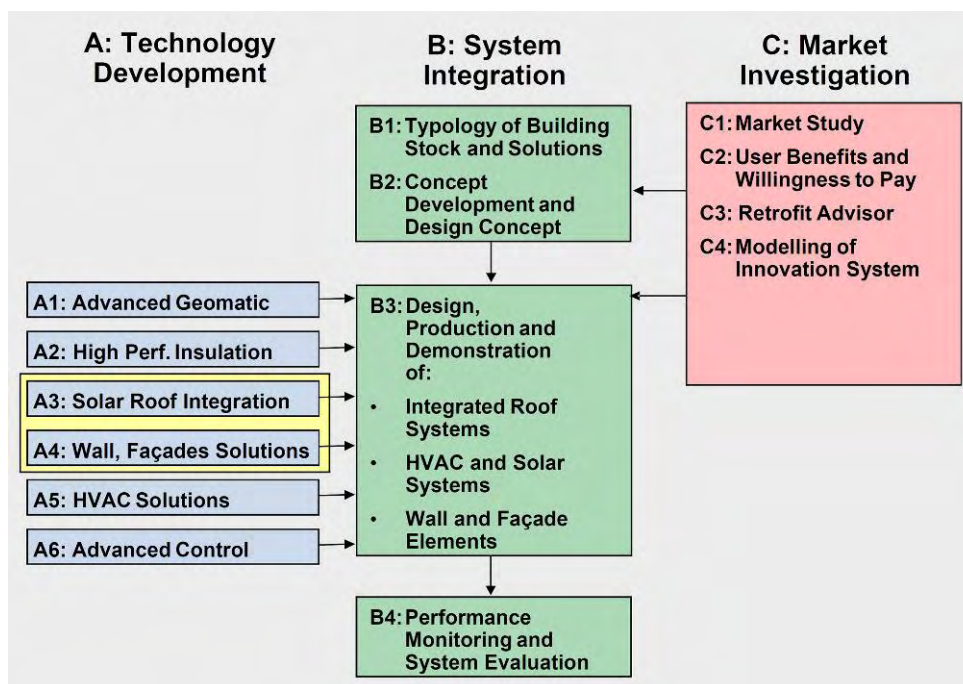 A: Technology
Development
B: System
Integration
C: Market
Investigation
B1: Typology of Building
Stock and Solutions
B2: Concept
Development and
Design Concept
C1: Market Study
C2: User Benefits and
Willingness to Pay
C3: Retrofit Advisor
C4: Modelling of
Innovation System
A1: Advanced Geomatic
A2: High Perf. Insulation
A3: Solar Roof Integration
A4: Wall, Façades Solutions
A5: HVAC Solutions
A6: Advanced Control
B3: Design,
Production and
Demonstration
of:
• Integrated Roof
Systems
• HVAC and Solar
Systems
• Wall and Façade
Elements
B4: Performance
Monitoring and
System Evaluation